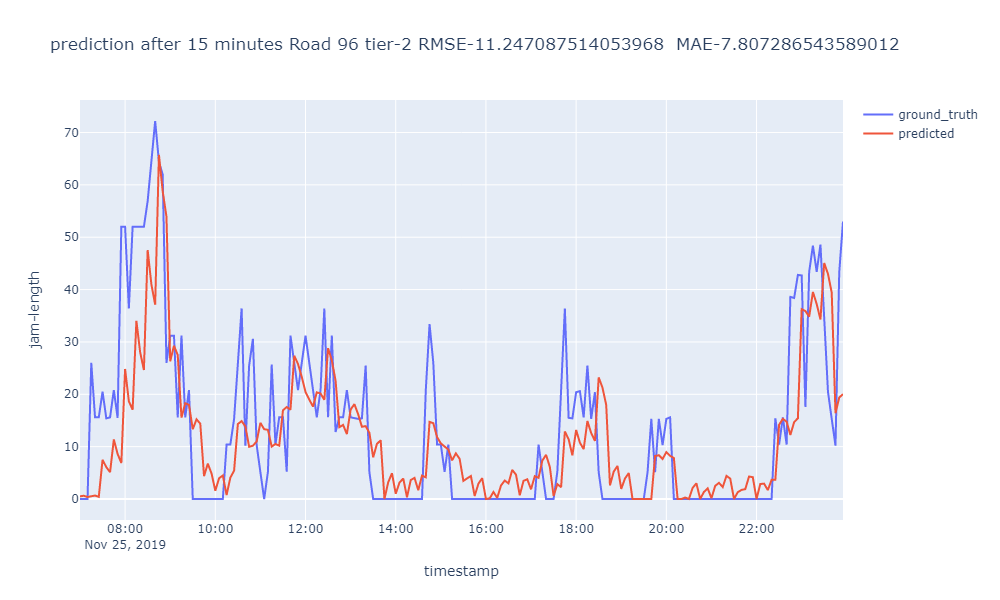 prediction after 15 minutes Road 96 tier-2 RMSE-11.247087514053968  MAE-7.807286543589012
ground_truth
predicted
70
60
50
40
30
20
10
0
jam-length
08:00 10:00 12:00 14:00 16:00 18:00 20:00 22:00
Nov 25, 2019
timestamp